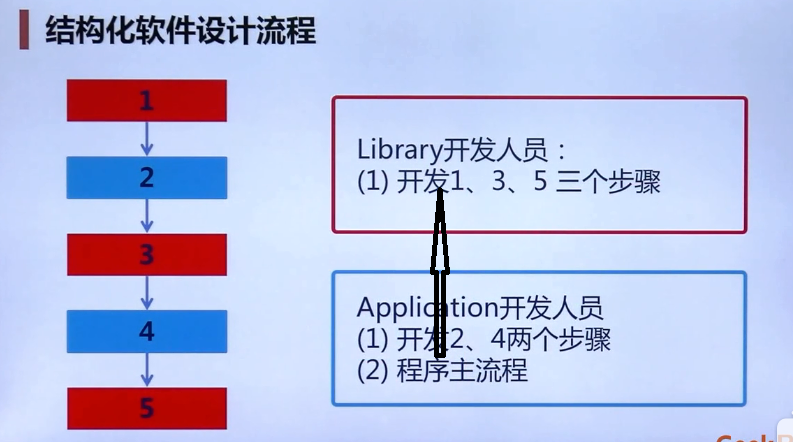 结构化软件设计流程
1
2
3
4
5
Library开发人员：
(1) 开发1、3、5 三个步骤
Application开发人员
(1) 开发2、4两个步骤
(2) 程序主流程